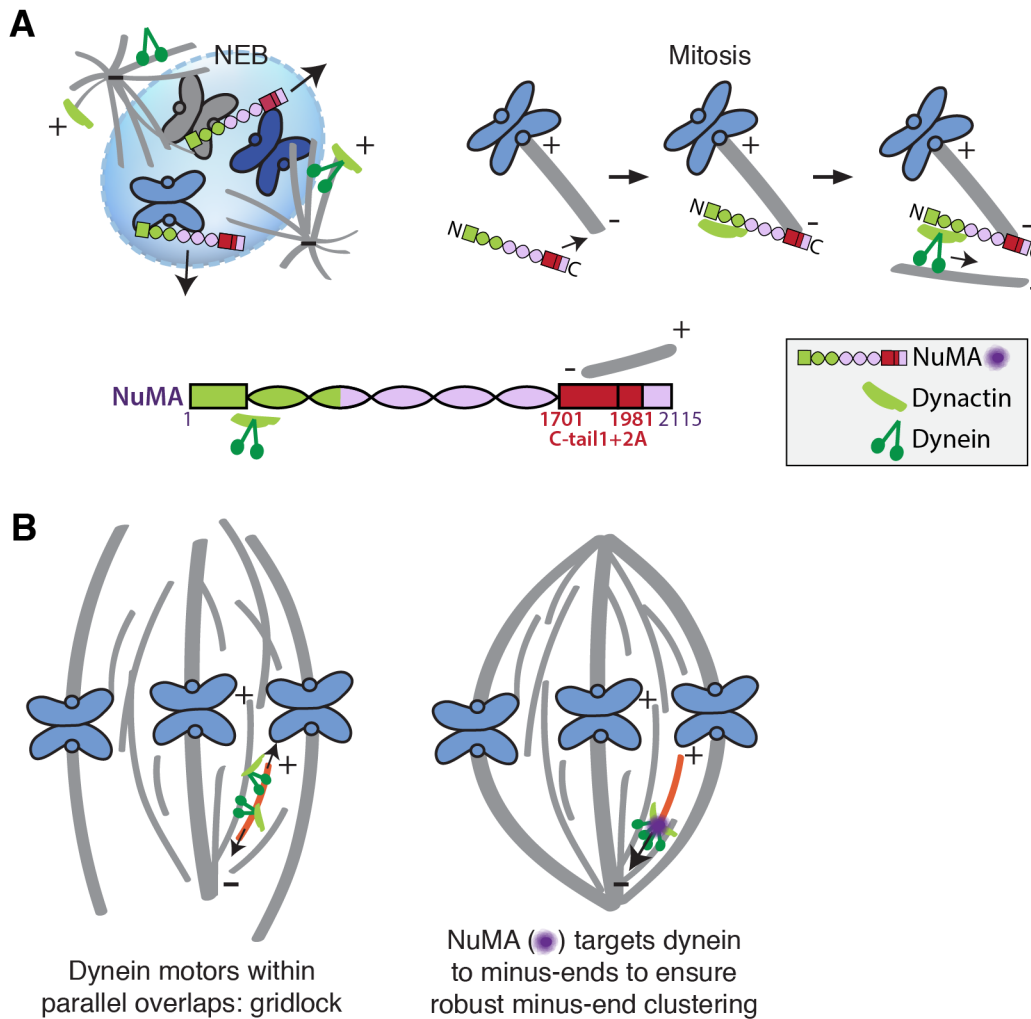 A
NEB
Mitosis
+
+
+
+
+
N
-
N
-
C
N
-
C
+
-
NuMA
1
1701
1981
2115
C-tail1+2A
NuMA
Dynactin
Dynein
B
+
+
+
+
-
-
Dynein motors within
parallel overlaps: gridlock
NuMA ( ) targets dynein
to minus-ends to ensure
robust minus-end clustering